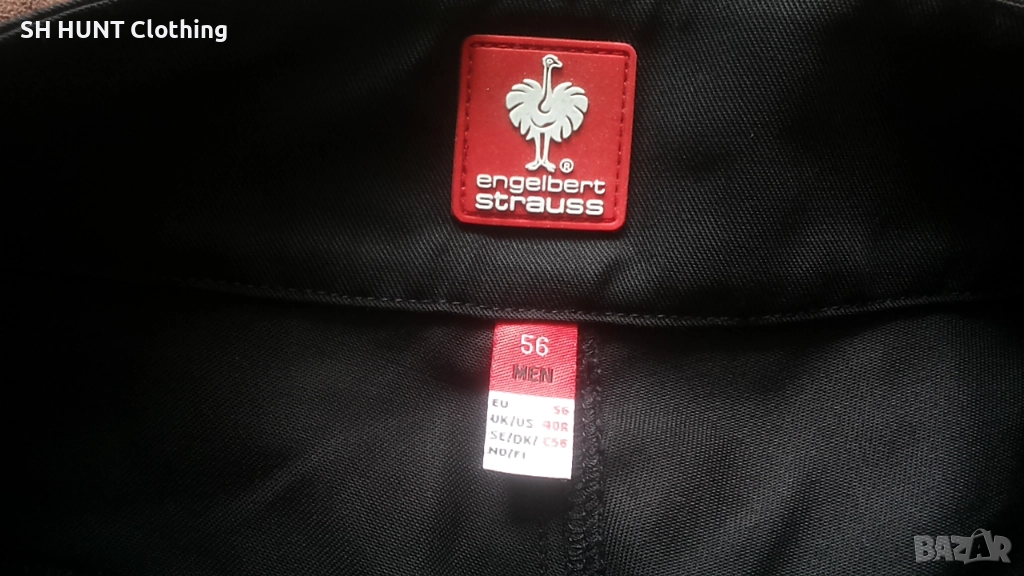 SH HUNT Clothing
®
engelbert
strauss
56
MEN
EU 56
UK/US 40R
SE/DK/ C56
NO/FI
BAZAR